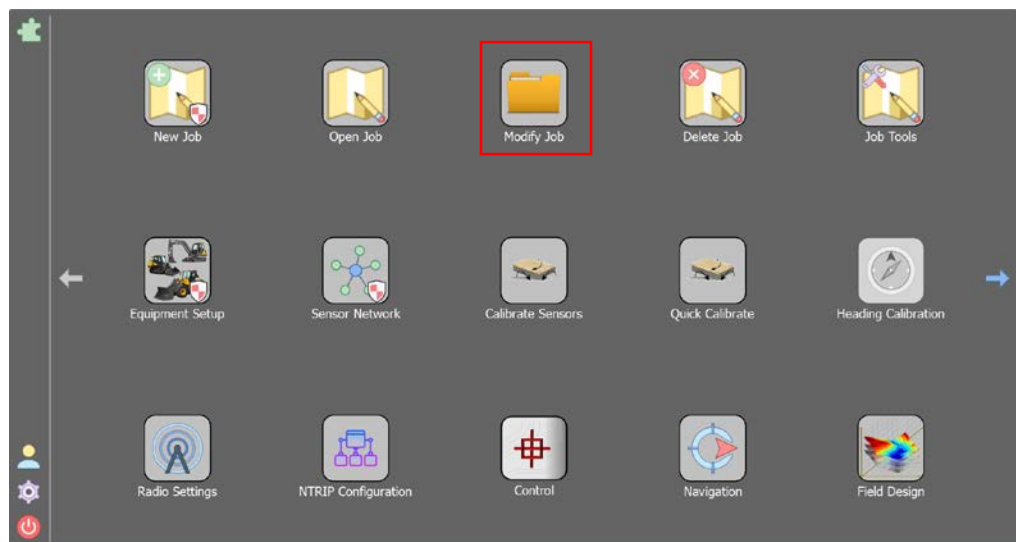 New Job
Open Job
Modify Job
Delete Job
Job Tools
Equipment Setup
Sensor Network
Calibrate Sensors
Quick Calibrate
Heading Calibration
Radio Settings
NTRIP Configuration
Control
Navigation
Field Design